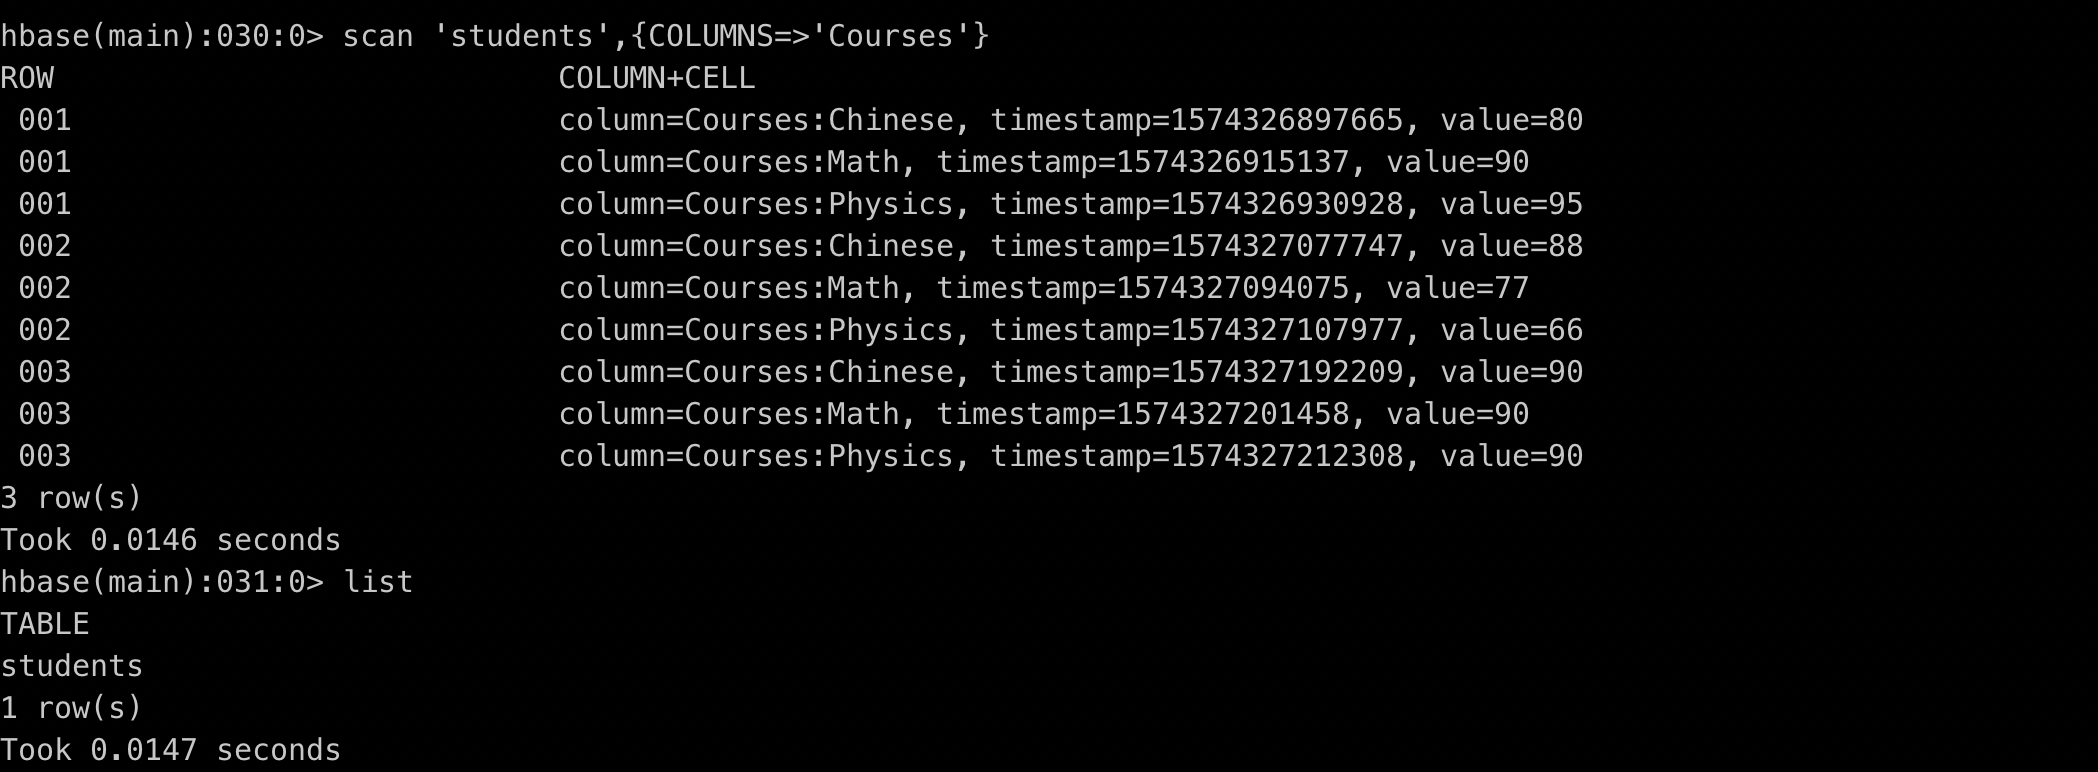 hbase(main):030:0> scan 'students',{COLUMNS=>'Courses'}
ROW                            COLUMN+CELL
 001                           column=Courses:Chinese, timestamp=1574326897665, value=80
 001                           column=Courses:Math, timestamp=1574326915137, value=90
 001                           column=Courses:Physics, timestamp=1574326930928, value=95
 002                           column=Courses:Chinese, timestamp=1574327077747, value=88
 002                           column=Courses:Math, timestamp=1574327094075, value=77
 002                           column=Courses:Physics, timestamp=1574327107977, value=66
 003                           column=Courses:Chinese, timestamp=1574327192209, value=90
 003                           column=Courses:Math, timestamp=1574327201458, value=90
 003                           column=Courses:Physics, timestamp=1574327212308, value=90
3 row(s)
Took 0.0146 seconds
hbase(main):031:0> list
TABLE
students
1 row(s)
Took 0.0147 seconds